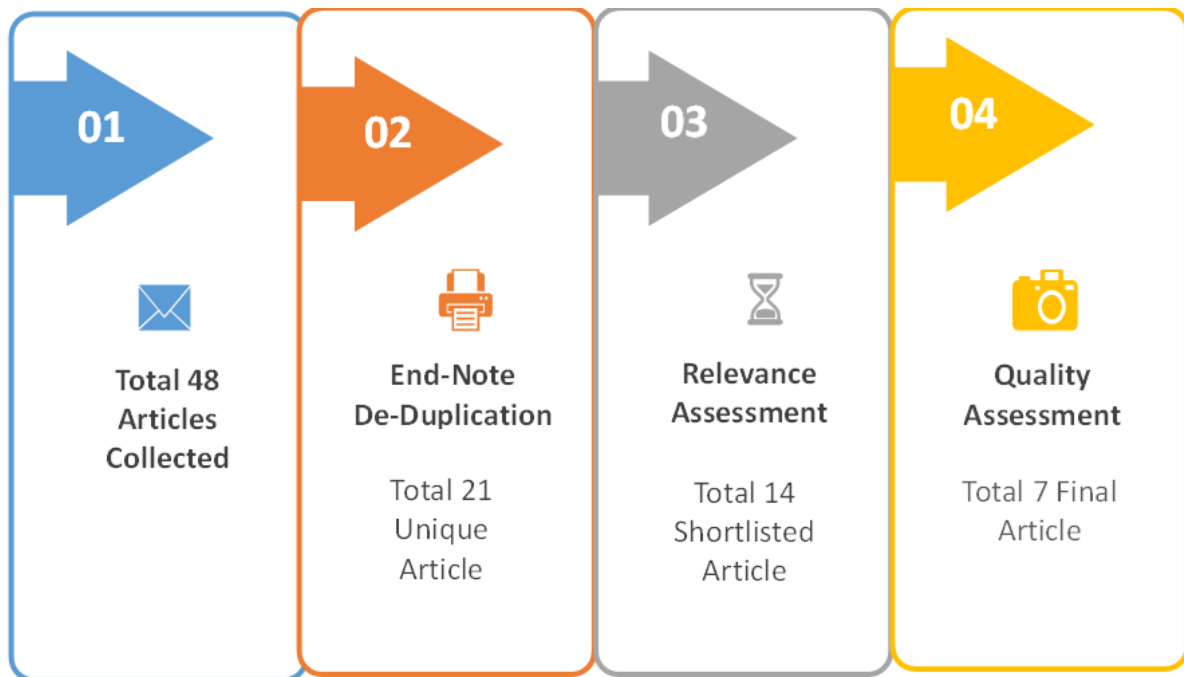 01
Total 48
Articles
Collected
02
End-Note
De-Duplication
Total 21
Unique
Article
03
Relevance
Assessment
Total 14
Shortlisted
Article
04
Quality
Assessment
Total 7 Final
Article